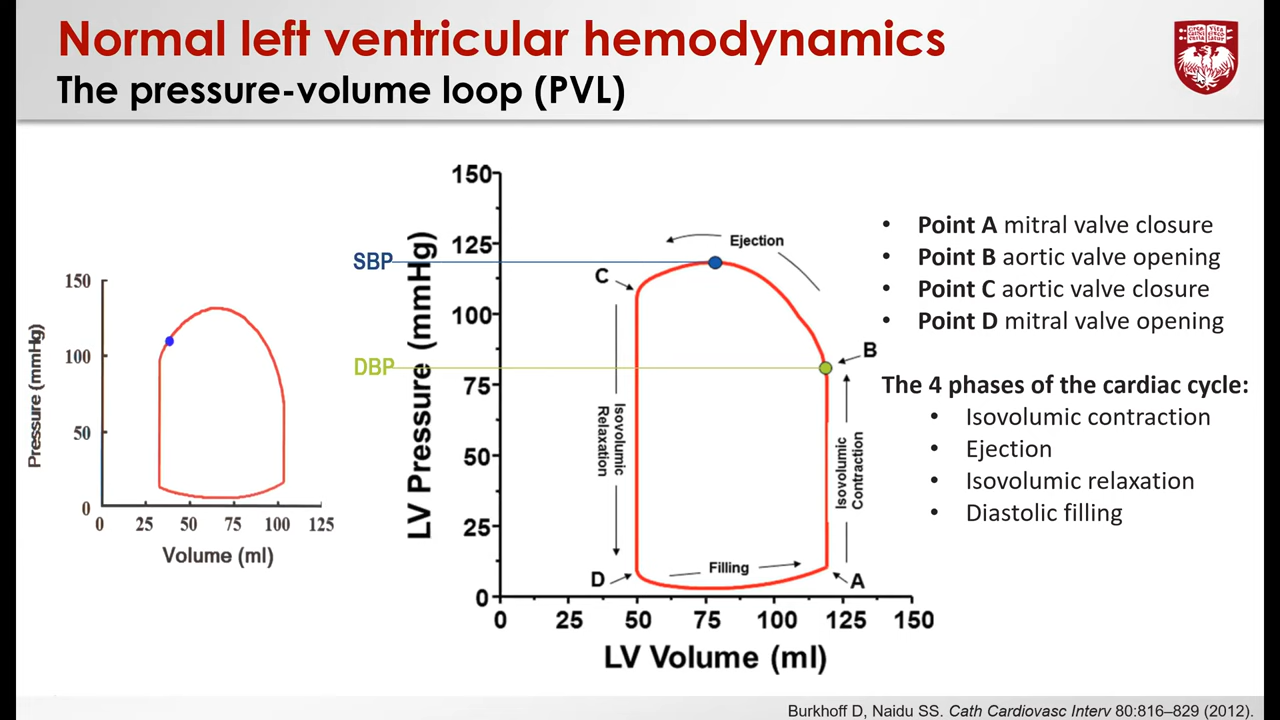 Normal left ventricular hemodynamics
The pressure-volume loop (PVL)
150
100
50
0
0 25 50 75 100 125
Pressure (mmHg)
Volume (ml)
150
125
100
75
50
25
0
0 25 50 75 100 125 150
LV Pressure (mmHg)
LV Volume (ml)
SBP
DBP
Ejection
C
B
Isovolumic
Relaxation
Isovolumic
Contraction
Filling
D
A
• Point A mitral valve closure
• Point B aortic valve opening
• Point C aortic valve closure
• Point D mitral valve opening
The 4 phases of the cardiac cycle:
• Isovolumic contraction
• Ejection
• Isovolumic relaxation
• Diastolic filling
Burkhoff D, Naidu SS. Cath Cardiovasc Interv 80:816–829 (2012).